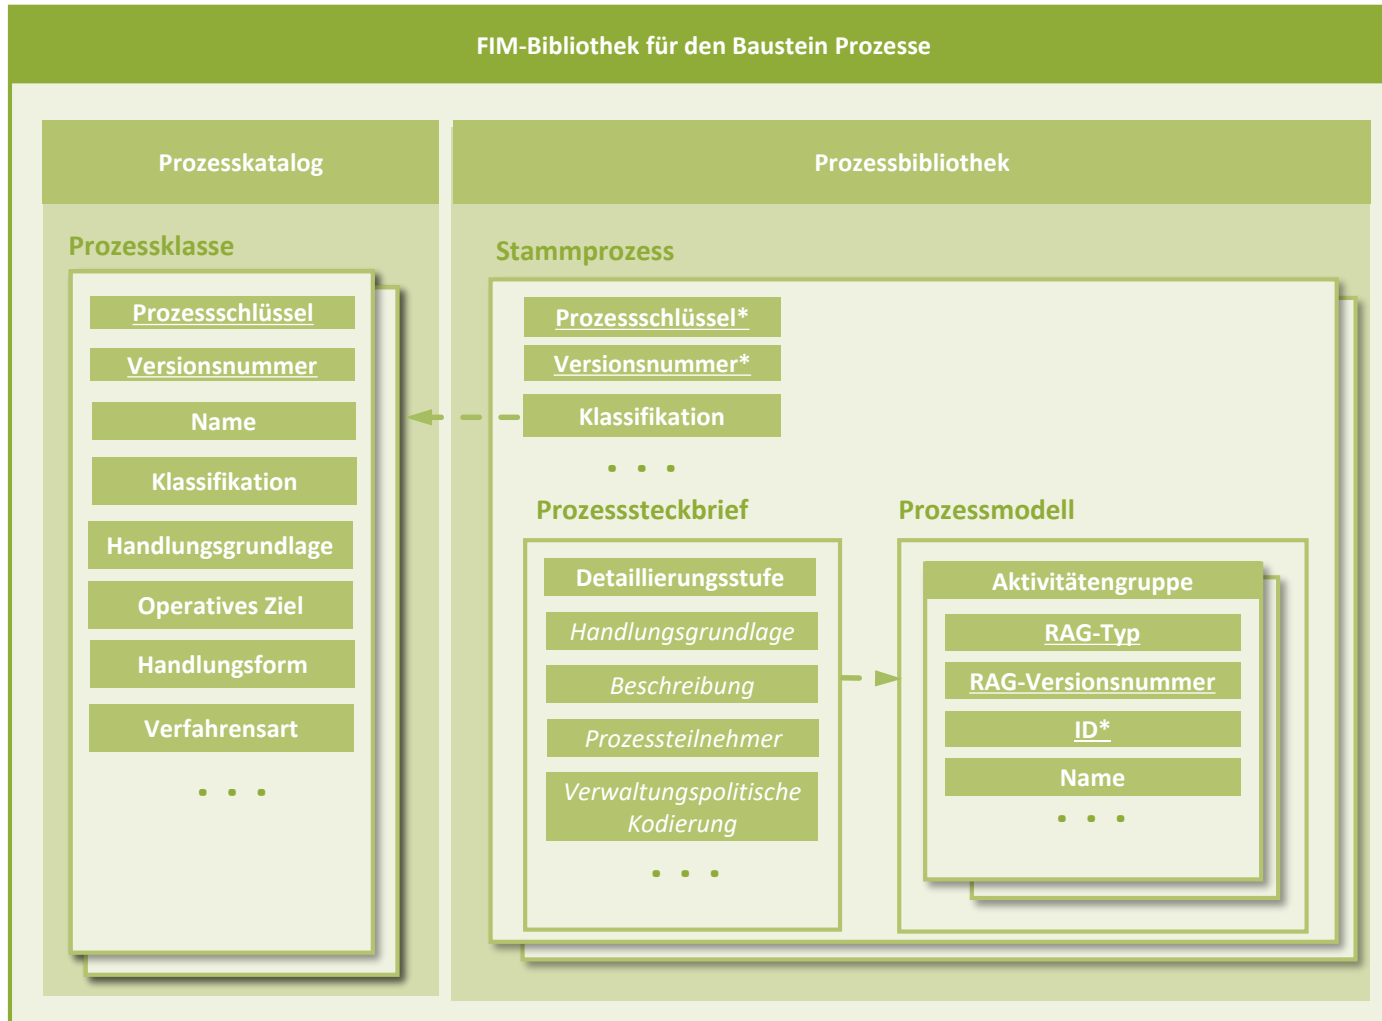 FIM-Bibliothek für den Baustein Prozesse
Prozesskatalog
Prozessklasse
Prozessschlüssel
Versionsnummer
Name
Klassifikation
Handlungsgrundlage
Operatives Ziel
Handlungsform
Verfahrensart
. . .
Prozessbibliothek
Stammprozess
Prozessschlüssel*
Versionsnummer*
Klassifikation
. . .
Prozesssteckbrief
Detaillierungsstufe
Handlungsgrundlage
Beschreibung
Prozessteilnehmer
Verwaltungspolitische
Kodierung
. . .
Prozessmodell
Aktivitätengruppe
RAG-Typ
RAG-Versionsnummer
ID*
Name
. . .